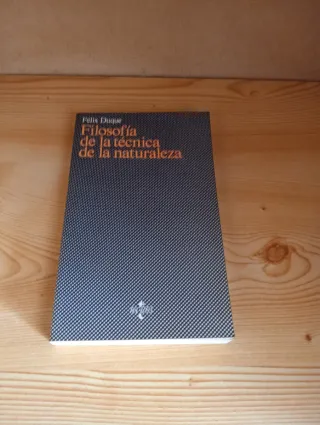 Félix Duque
Filosofía
de la técnica
de la naturaleza